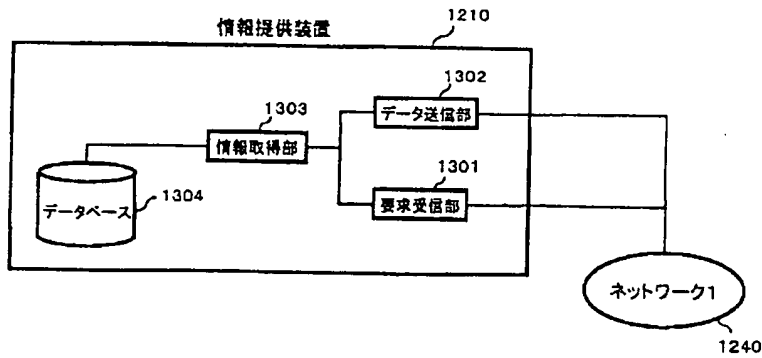 情報提供装置
1210
1302
データ送信部
1303
情報取得部
1301
要求受信部
1304
データベース
ネットワーク1
1240